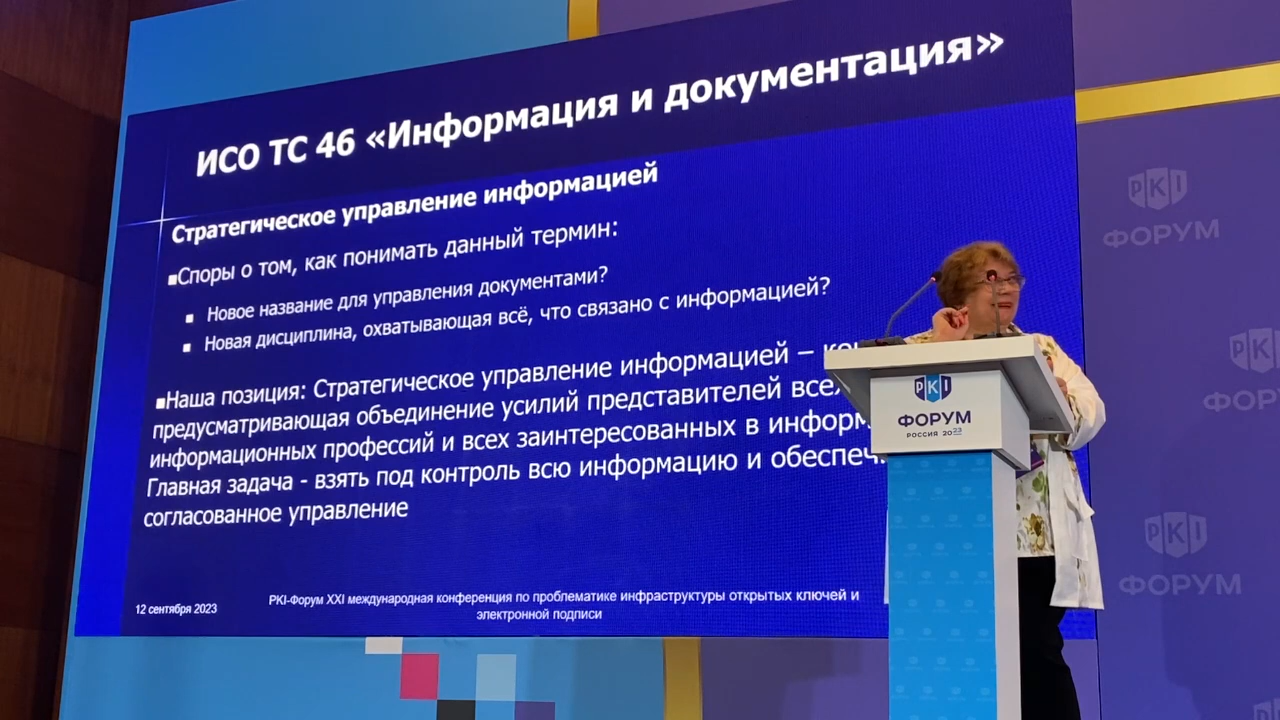 ИСО ТС 46 «Информация и документация»
Стратегическое управление информацией
Споры о том, как понимать данный термин:
Новое название для управления документами?
Новая дисциплина, охватывающая всё, что связано с информацией?
Наша позиция: Стратегическое управление информацией –
предусматривающая объединение усилий представителей
информационных профессий и всех заинтересованных в
Главная задача - взять под контроль всю информацию и
согласованное управление
12 сентября 2023
PKI-Форум XXI международная конференция по проблематике инфраструктуры открытых ключей и
электронной подписи
PKI
ФОРУМ
РОССИЯ 2023
PKI
ФОРУМ
PKI
PKI
ФОРУМ